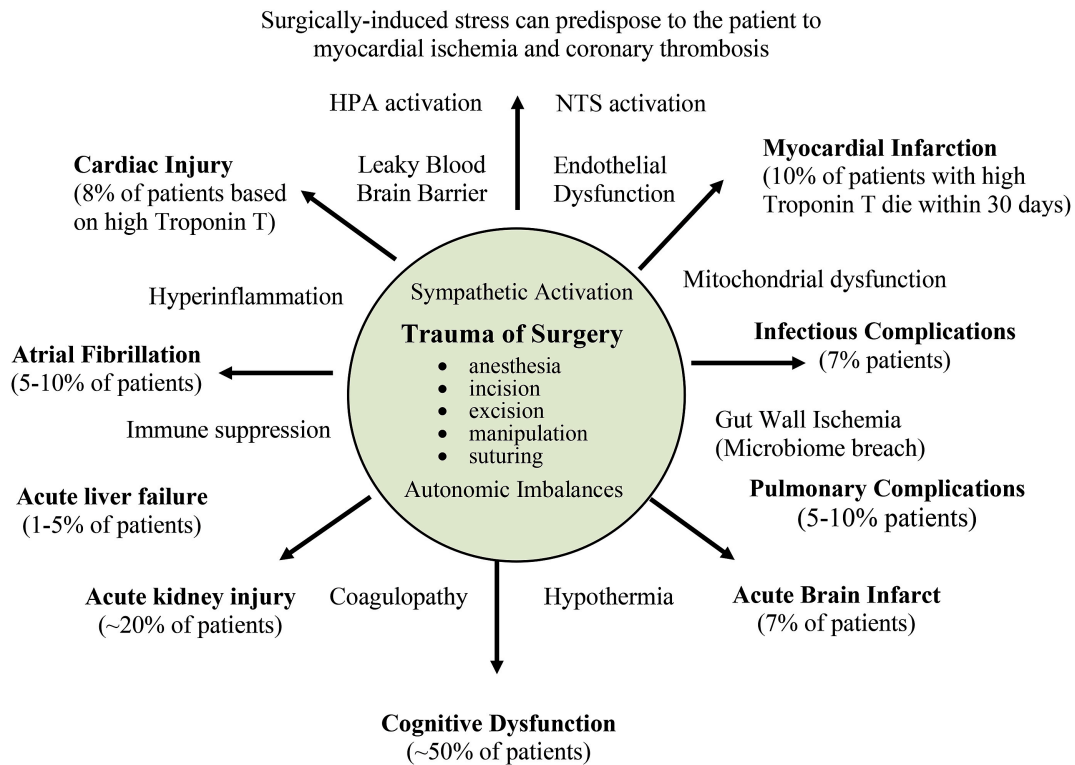 Surgically-induced stress can predispose to the patient to
myocardial ischemia and coronary thrombosis
HPA activation
NTS activation
Leaky Blood
Brain Barrier
Endothelial
Dysfunction
Cardiac Injury
(8% of patients based
on high Troponin T)
Myocardial Infarction
(10% of patients with high
Troponin T die within 30 days)
Hyperinflammation
Mitochondrial dysfunction
Atrial Fibrillation
(5-10% of patients)
Infectious Complications
(7% patients)
Immune suppression
Gut Wall Ischemia
(Microbiome breach)
Acute liver failure
(1-5% of patients)
Pulmonary Complications
(5-10% patients)
Sympathetic Activation
Trauma of Surgery
• anesthesia
• incision
• excision
• manipulation
• suturing
Autonomic Imbalances
Acute kidney injury
(~20% of patients)
Coagulopathy
Hypothermia
Acute Brain Infarct
(7% of patients)
Cognitive Dysfunction
(~50% of patients)